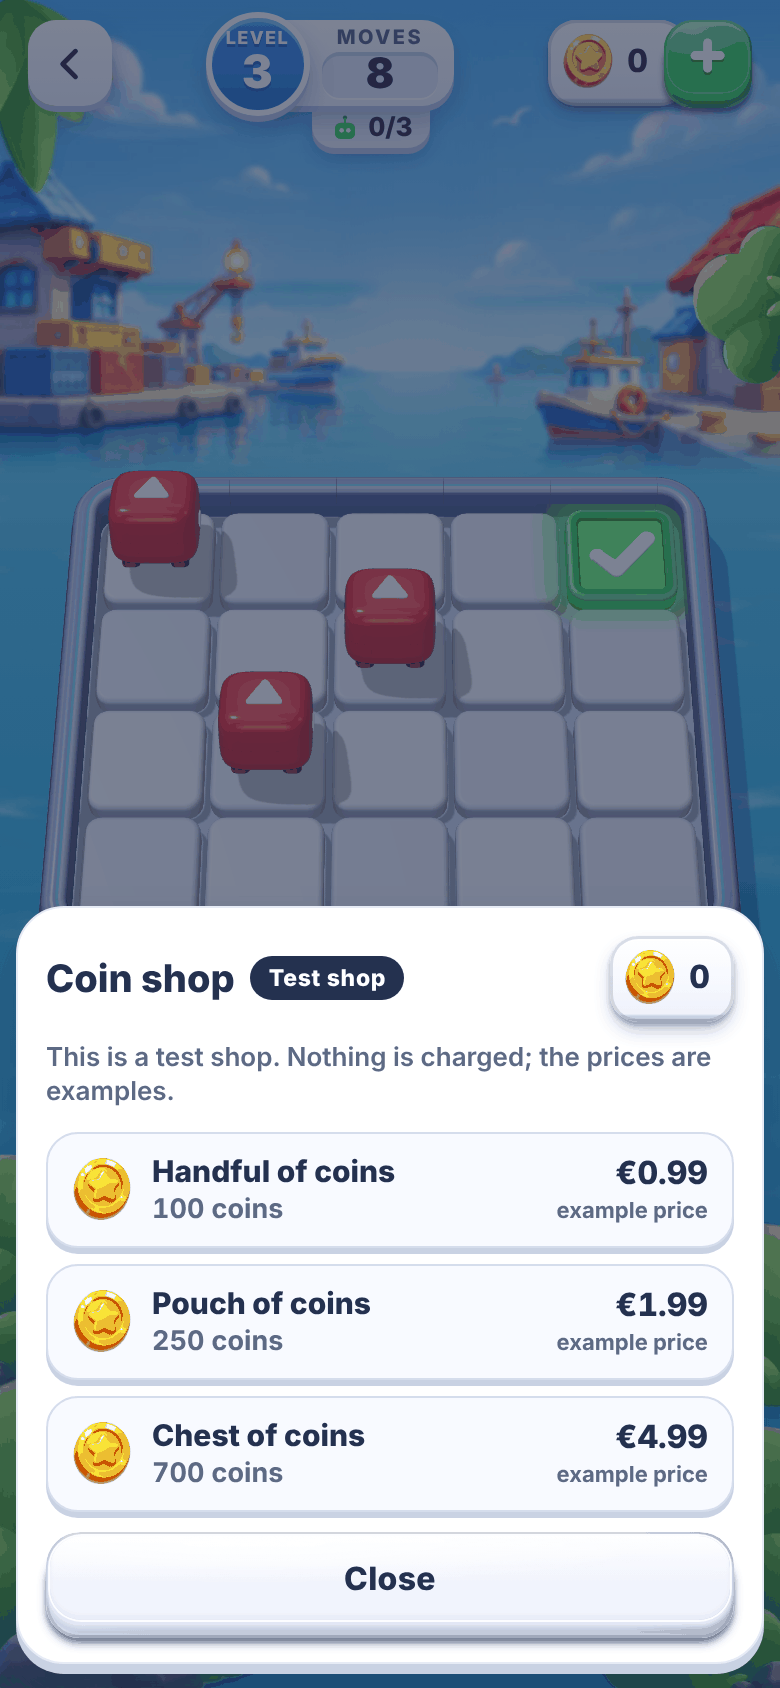 LEVEL
3
MOVES
8
0
0/3
Coin shop
Test shop
0
This is a test shop. Nothing is charged; the prices are
examples.
Handful of coins
€0.99
100 coins
example price
Pouch of coins
€1.99
250 coins
example price
Chest of coins
€4.99
700 coins
example price
Close